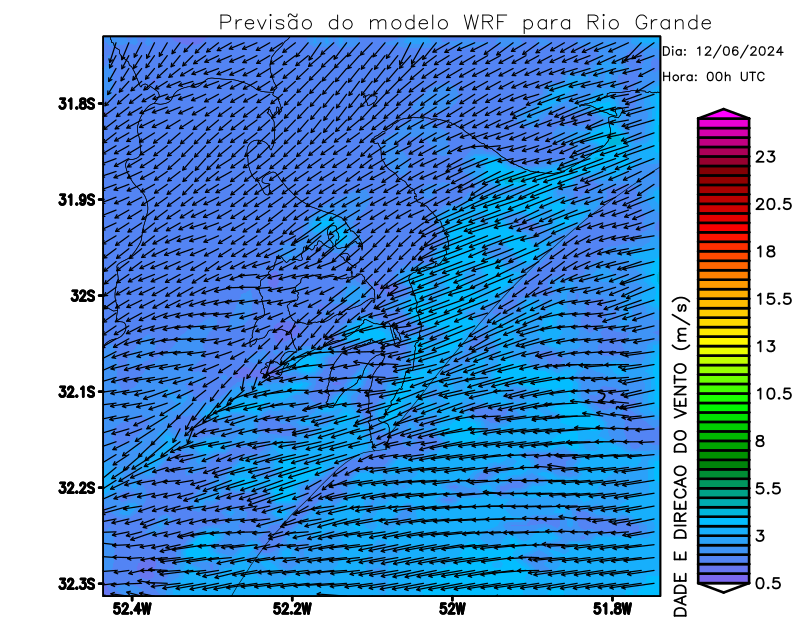 Previsão do modelo WRF para Rio Grande
Dia: 12/06/2024
Hora: 00h UTC
31.8S
31.9S
32S
32.1S
32.2S
32.3S
52.4W
52.2W
52W
51.8W
23
20.5
18
15.5
13
10.5
8
5.5
3
0.5
DADE E DIRECAO DO VENTO (m/s)